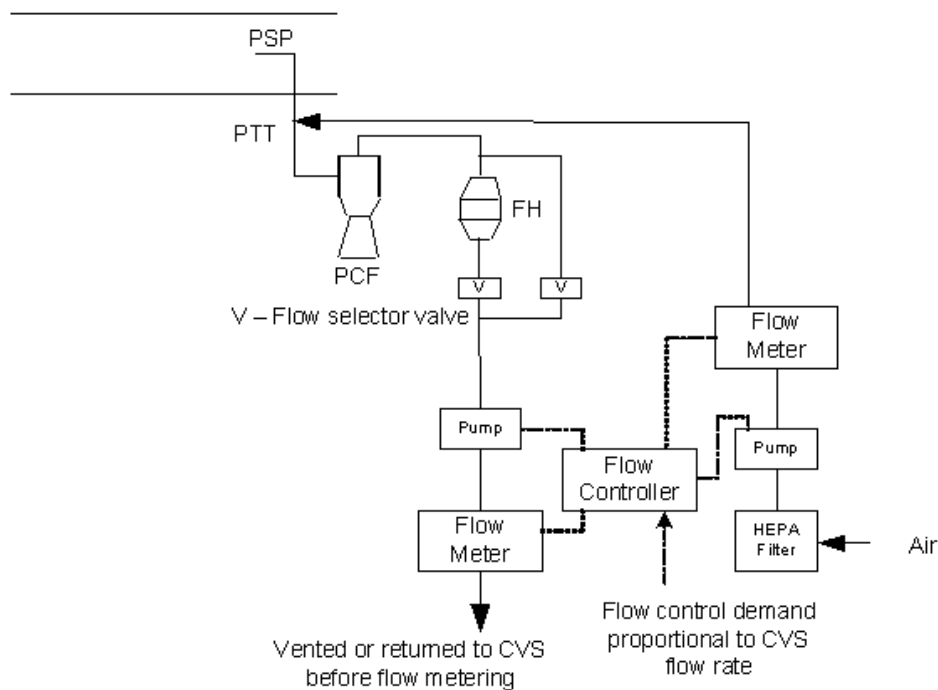 PSP
PTT
PCF
FH
V
V
V – Flow selector valve
Flow
Meter
Pump
Pump
Flow
Controller
Flow
Meter
HEPA
Filter
Air
Flow control demand
proportional to CVS
flow rate
Vented or returned to CVS
before flow metering